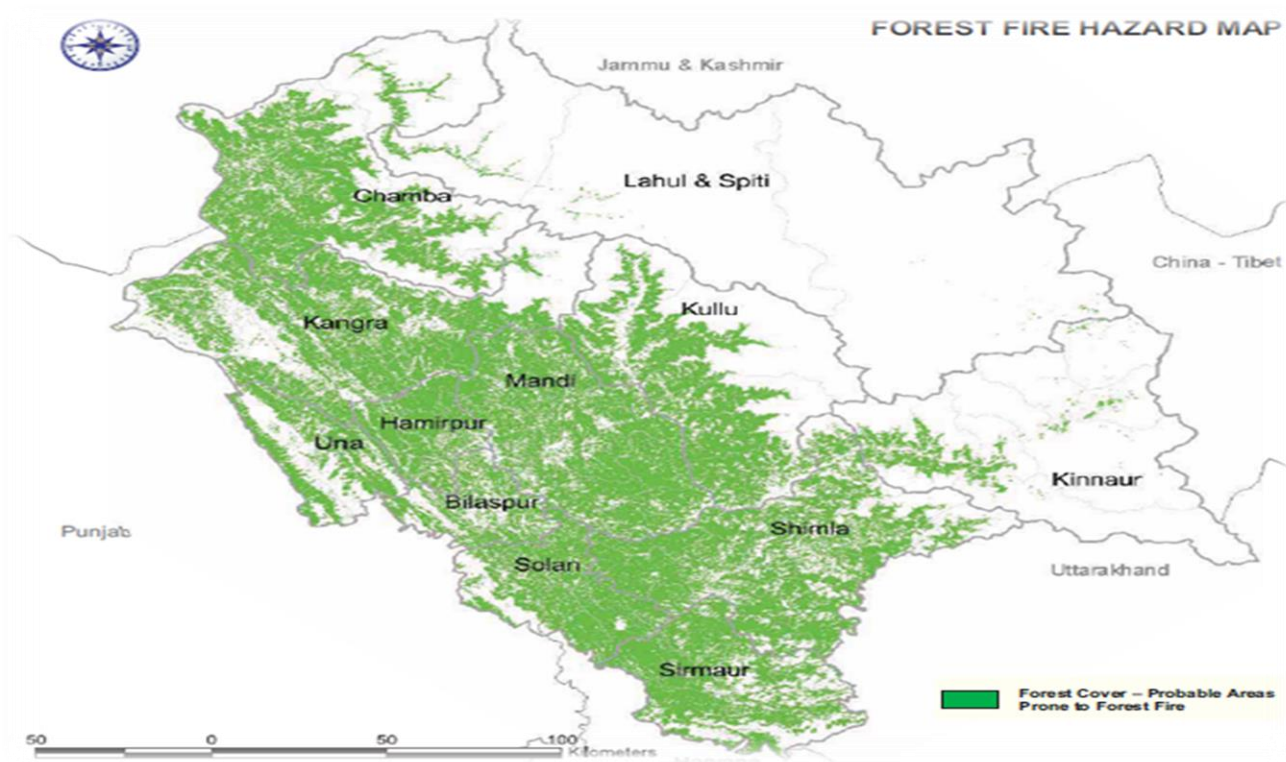 FOREST FIRE HAZARD MAP
Jammu & Kashmir
Lahul & Spiti
Chamba
China - Tibet
Kullu
Kangra
Mandi
Hamirpur
Una
Kinnaur
Bilaspur
Punjab
Shimla
Solan
Uttarakhand
Sirmaur
Forest Cover – Probable Areas
Prone to Forest Fire
50 0 50 100
Kilometers